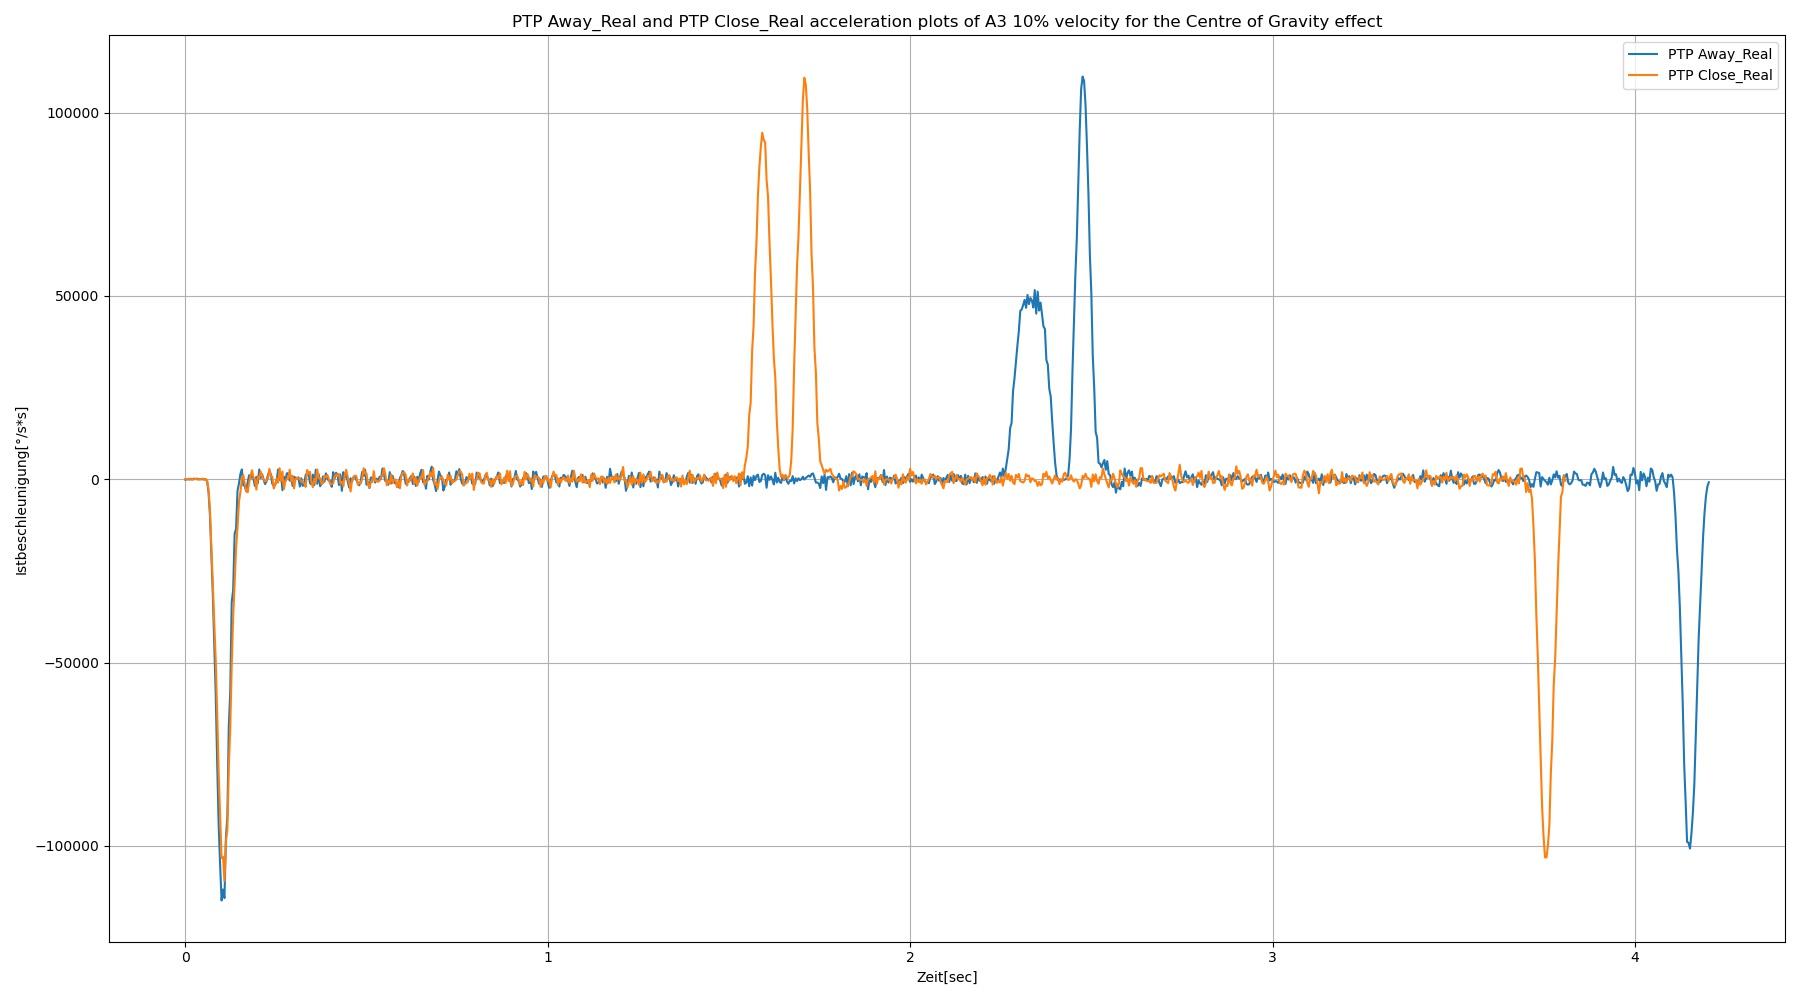 PTP Away_Real and PTP Close_Real acceleration plots of A3 10% velocity for the Centre of Gravity effect
PTP Away_Real
PTP Close_Real
100000
50000
0
−50000
−100000
Istbeschleunigung[°/s*s]
0
1
2
3
4
Zeit[sec]